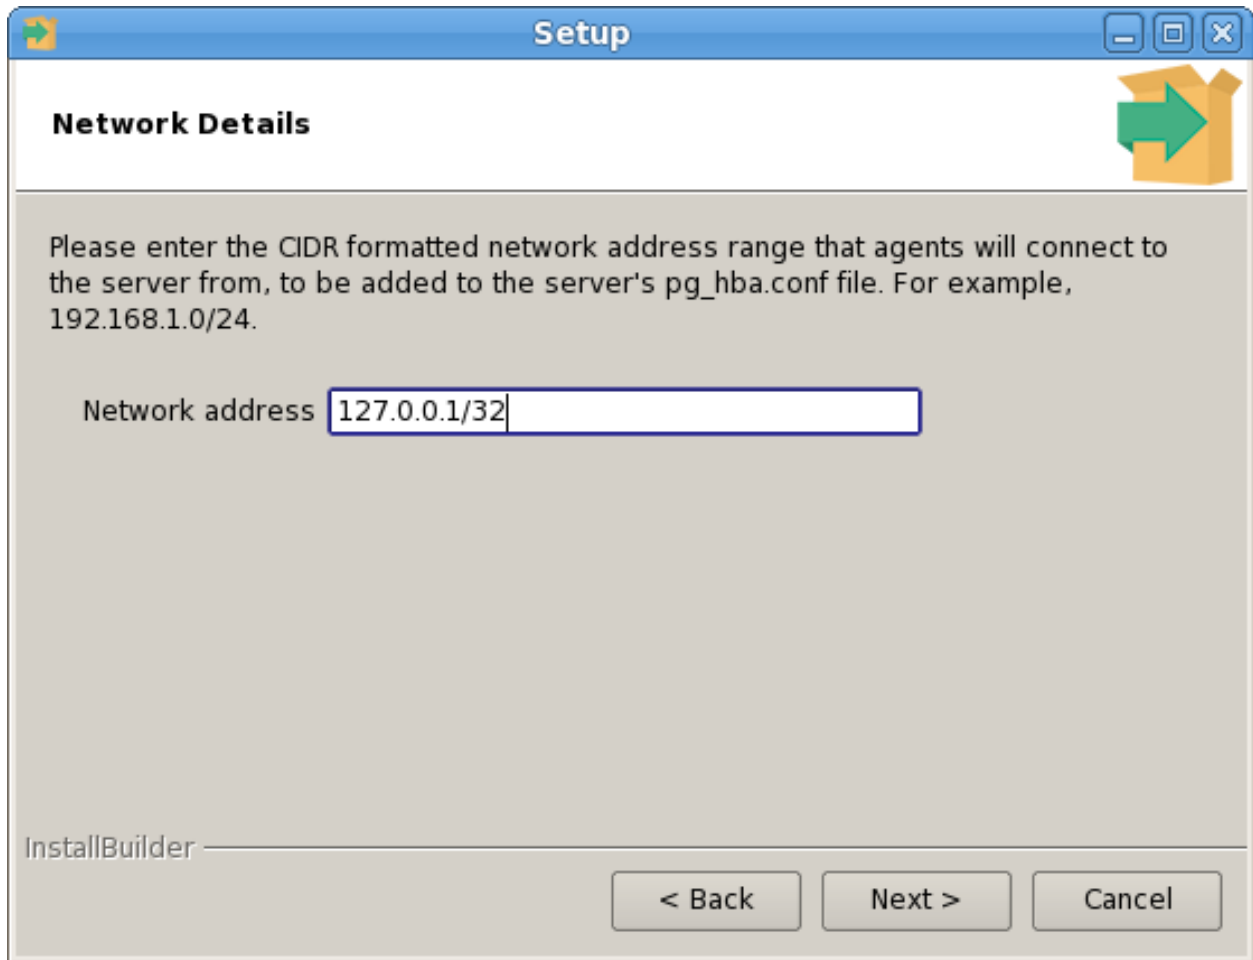 Setup
Network Details
Please enter the CIDR formatted network address range that agents will connect to
the server from, to be added to the server's pg_hba.conf file. For example,
192.168.1.0/24.
Network address 127.0.0.1/32
InstallBuilder
< Back Next > Cancel